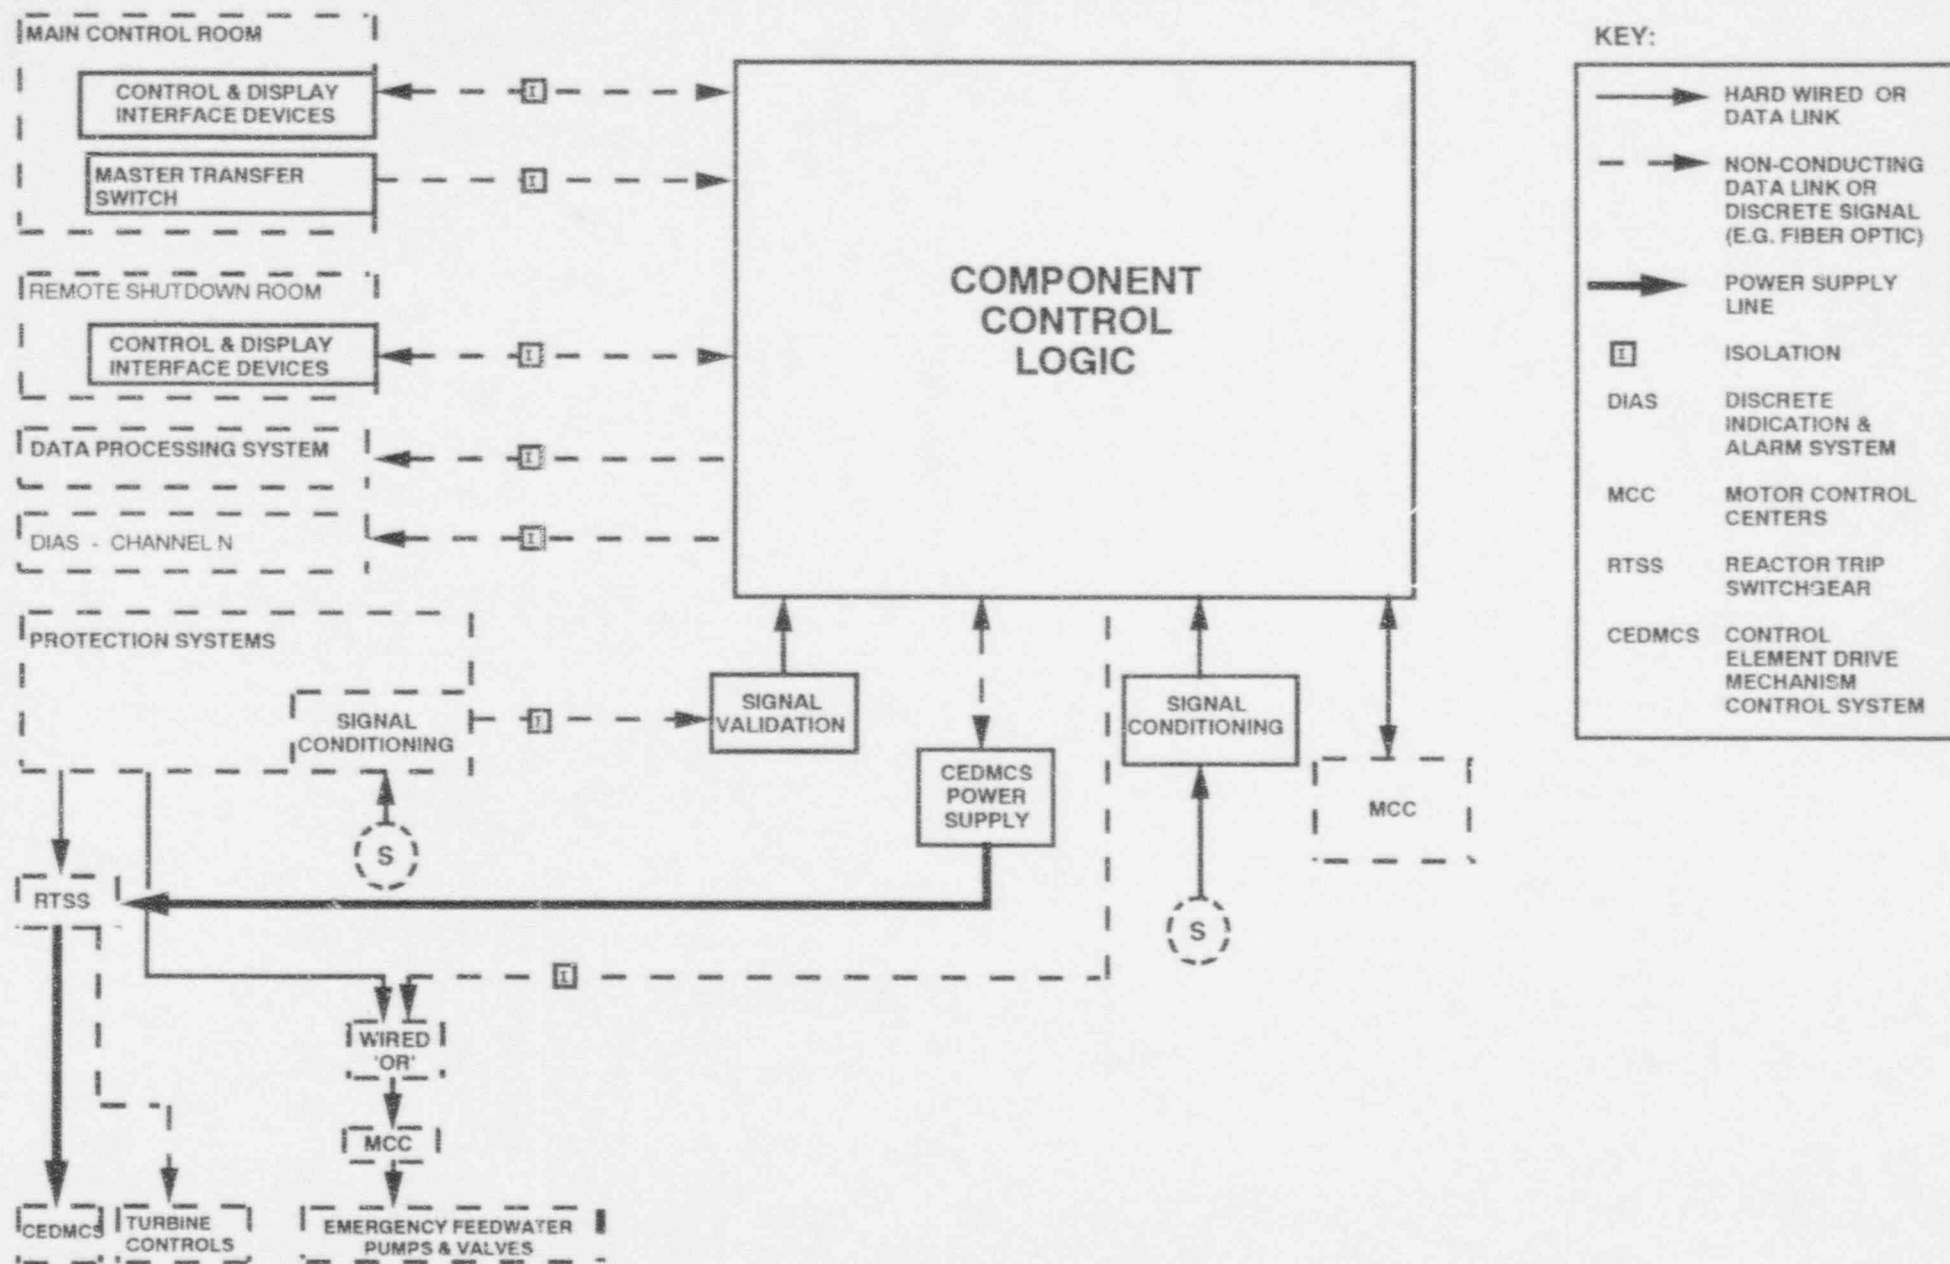 MAIN CONTROL ROOM
CONTROL & DISPLAY
INTERFACE DEVICES
I
MASTER TRANSFER
SWITCH
I
REMOTE SHUTDOWN ROOM
CONTROL & DISPLAY
INTERFACE DEVICES
I
DATA PROCESSING SYSTEM
I
DIAS - CHANNEL N
I
COMPONENT
CONTROL
LOGIC
PROTECTION SYSTEMS
SIGNAL
CONDITIONING
I
SIGNAL
VALIDATION
CEDMCS
POWER
SUPPLY
SIGNAL
CONDITIONING
MCC
S
S
RTSS
I
WIRED
'OR'
MCC
CEDMCS
TURBINE
CONTROLS
EMERGENCY FEEDWATER
PUMPS & VALVES
KEY:
HARD WIRED OR
DATA LINK
NON-CONDUCTING
DATA LINK OR
DISCRETE SIGNAL
(E.G. FIBER OPTIC)
POWER SUPPLY
LINE
I ISOLATION
DIAS DISCRETE
INDICATION &
ALARM SYSTEM
MCC MOTOR CONTROL
CENTERS
RTSS REACTOR TRIP
SWITCHGEAR
CEDMCS CONTROL
ELEMENT DRIVE
MECHANISM
CONTROL SYSTEM